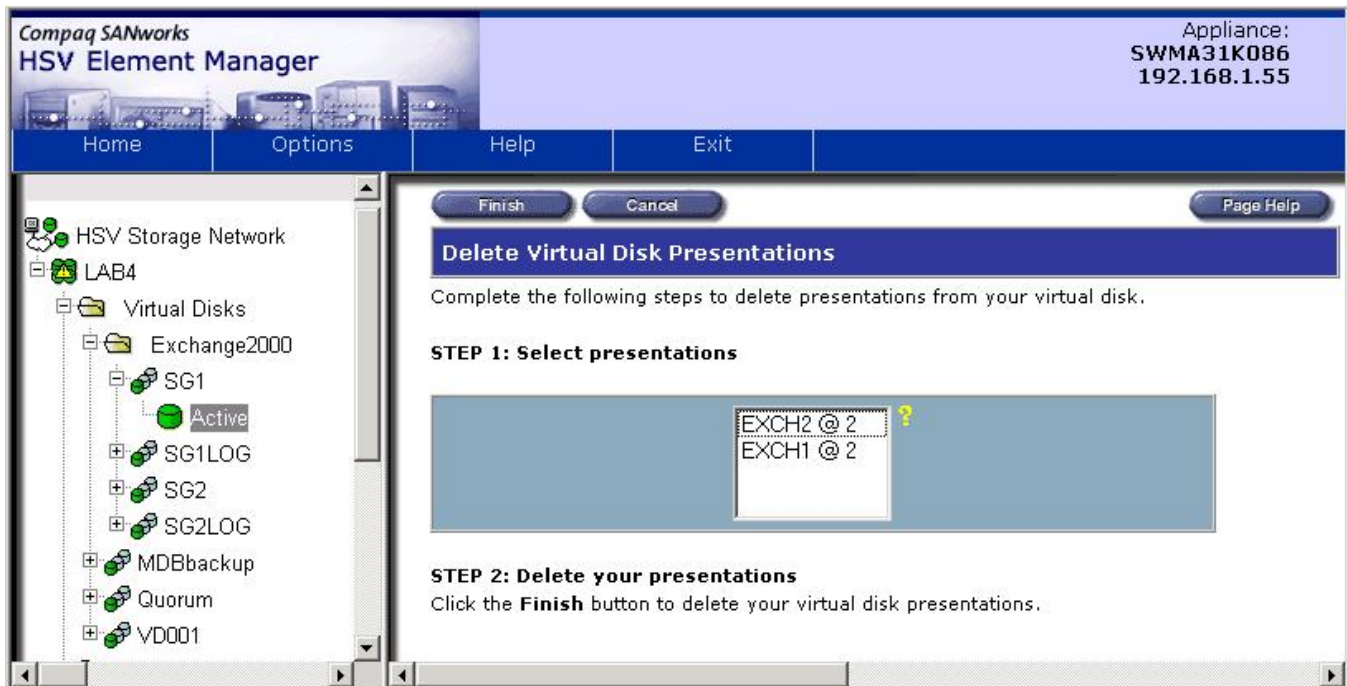 Compaq SANworks
HSV Element Manager
Appliance:
SWMA31K086
192.168.1.55
Home
Options
Help
Exit
HSV Storage Network
LAB4
Virtual Disks
Exchange2000
SG1
Active
SG1LOG
SG2
SG2LOG
MDBbackup
Quorum
VD001
Finish
Cancel
Page Help
Delete Virtual Disk Presentations
Complete the following steps to delete presentations from your virtual disk.
STEP 1: Select presentations
EXCH2 @ 2
?
EXCH1 @ 2
STEP 2: Delete your presentations
Click the Finish button to delete your virtual disk presentations.